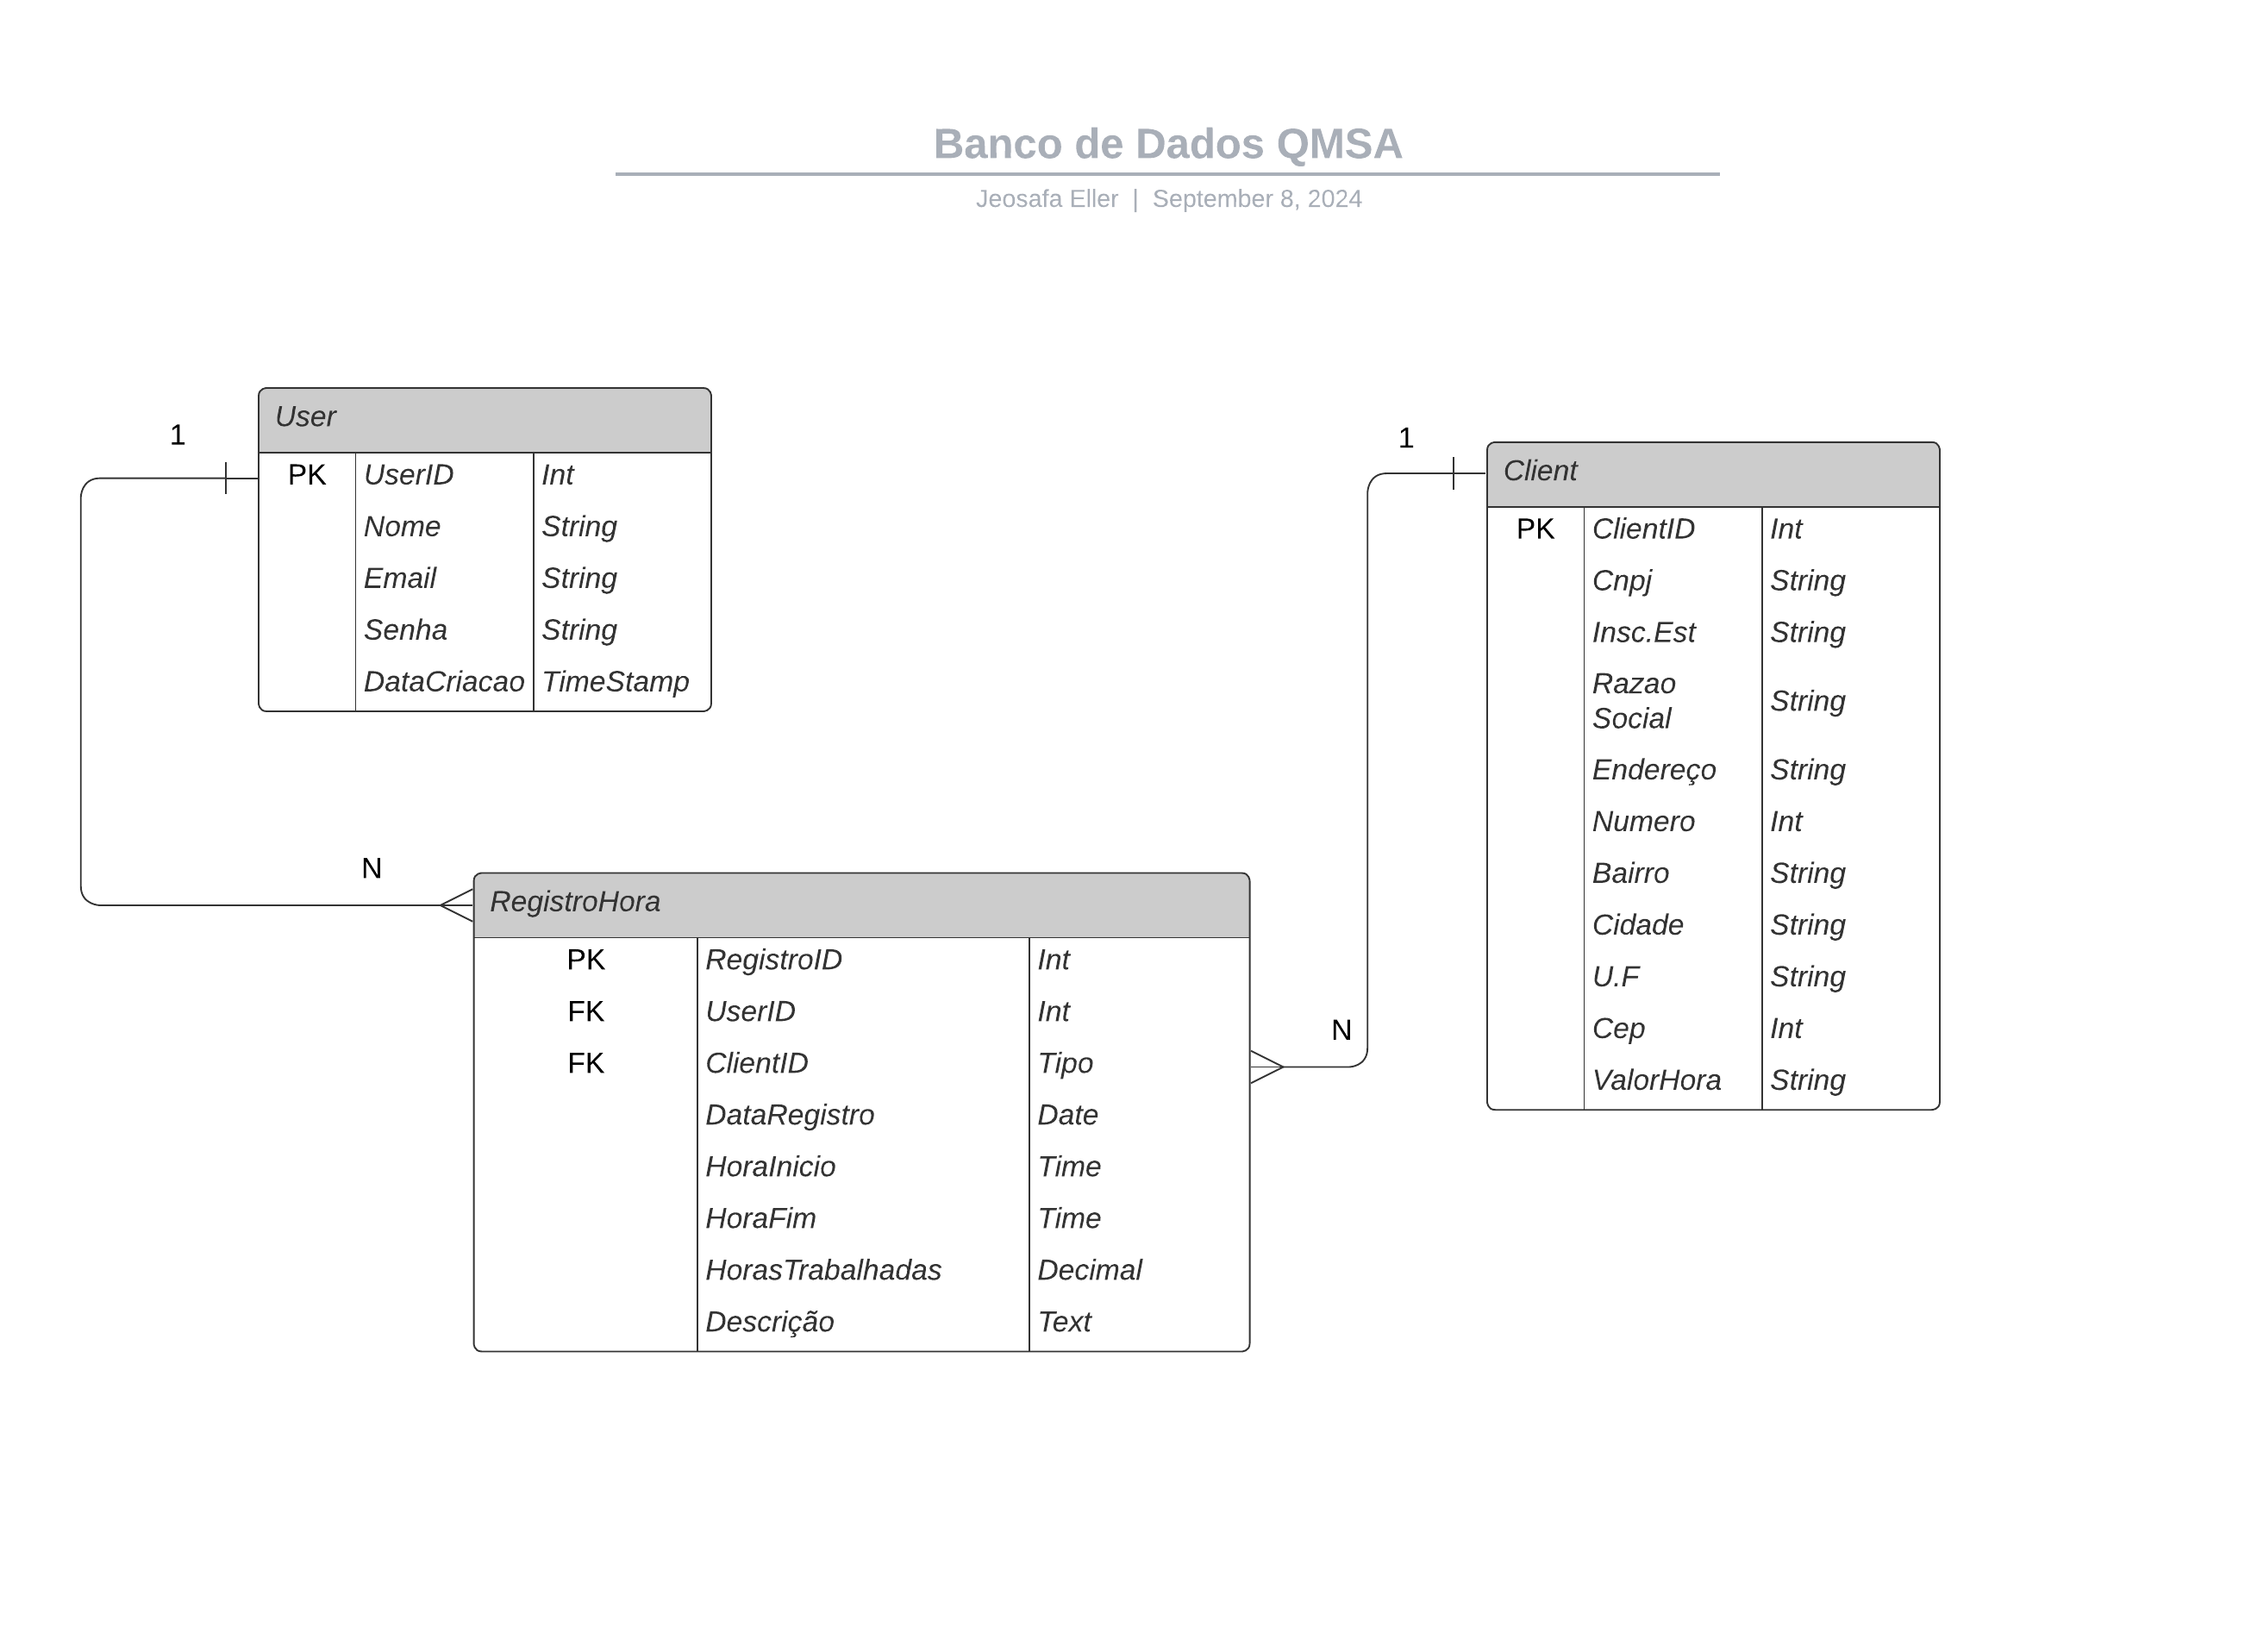 Banco de Dados QMSA
Jeosafa Eller | September 8, 2024
1
User
PK UserID Int
Nome String
Email String
Senha String
DataCriacao TimeStamp
N
RegistroHora
PK RegistroID Int
FK UserID Int
FK ClientID Tipo
DataRegistro Date
HoraInicio Time
HoraFim Time
HorasTrabalhadas Decimal
Descrição Text
1
N
Client
PK ClientID Int
Cnpj String
Insc.Est String
Razao
Social String
Endereço String
Numero Int
Bairro String
Cidade String
U.F String
Cep Int
ValorHora String